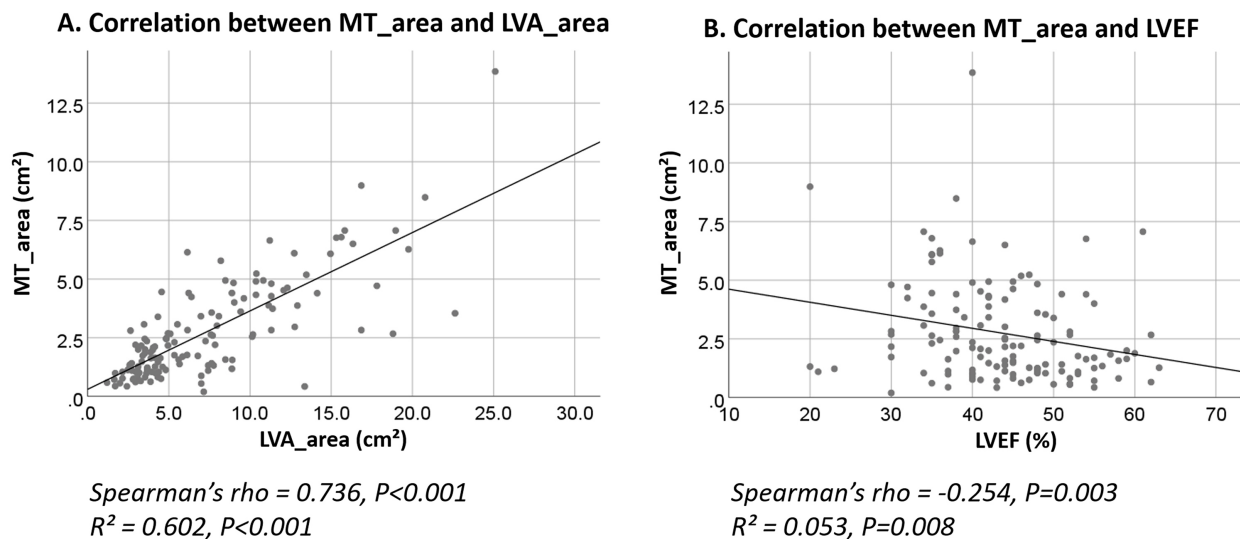 A. Correlation between MT_area and LVA_area
MT_area (cm²)
12.5
10.0
7.5
5.0
2.5
.0
.0 5.0 10.0 15.0 20.0 25.0 30.0
LVA_area (cm²)
Spearman's rho = 0.736, P<0.001
R² = 0.602, P<0.001
B. Correlation between MT_area and LVEF
MT_area (cm²)
12.5
10.0
7.5
5.0
2.5
.0
10 20 30 40 50 60 70
LVEF (%)
Spearman's rho = -0.254, P=0.003
R² = 0.053, P=0.008